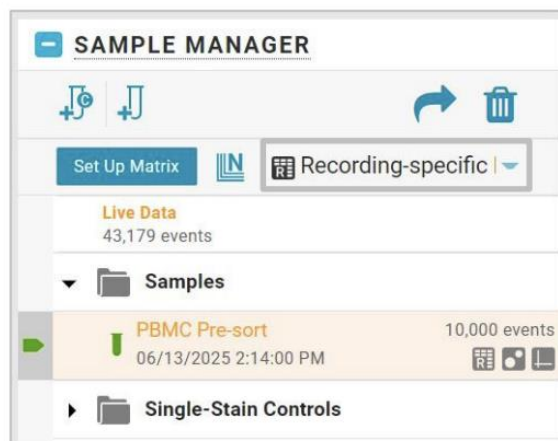 SAMPLE MANAGER
Set Up Matrix
Recording-specific
Live Data
43,179 events
Samples
PBMC Pre-sort 10,000 events
06/13/2025 2:14:00 PM
Single-Stain Controls